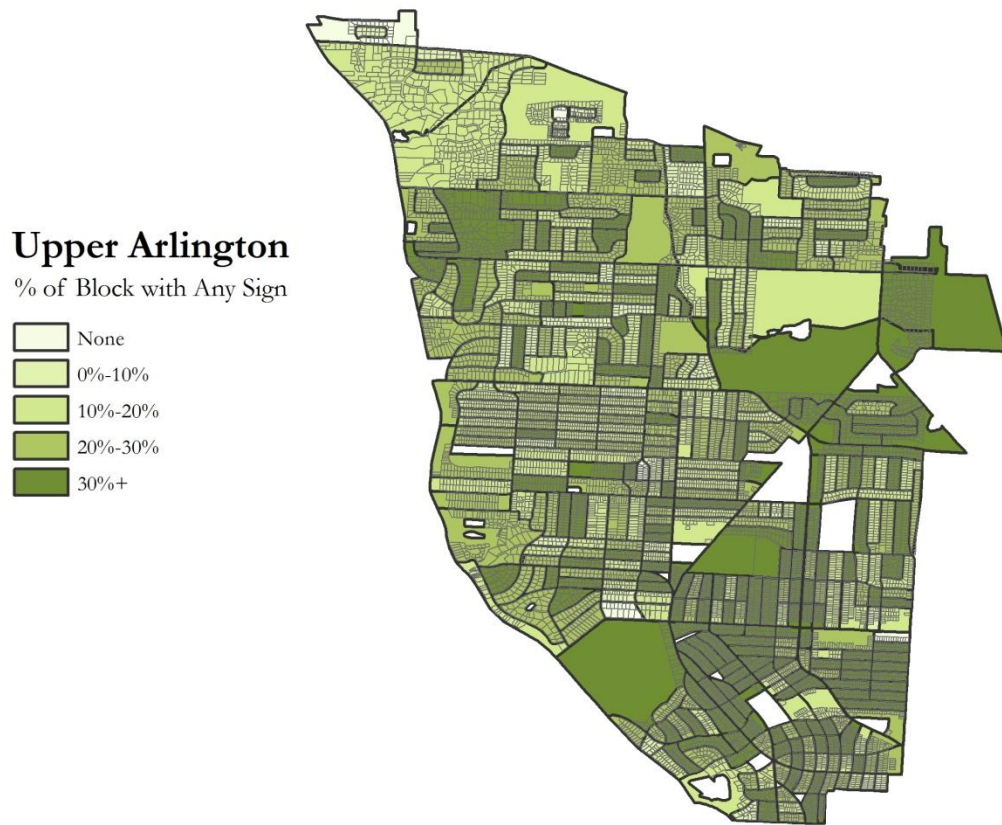 Upper Arlington
% of Block with Any Sign
None
0%-10%
10%-20%
20%-30%
30%+